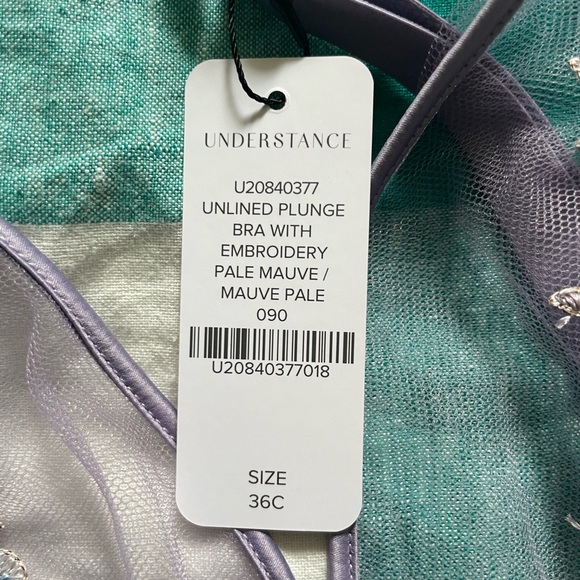 UNDERSTANCE
U20840377
UNLINED PLUNGE
BRA WITH
EMBROIDERY
PALE MAUVE /
MAUVE PALE
090
U20840377018
SIZE
36C